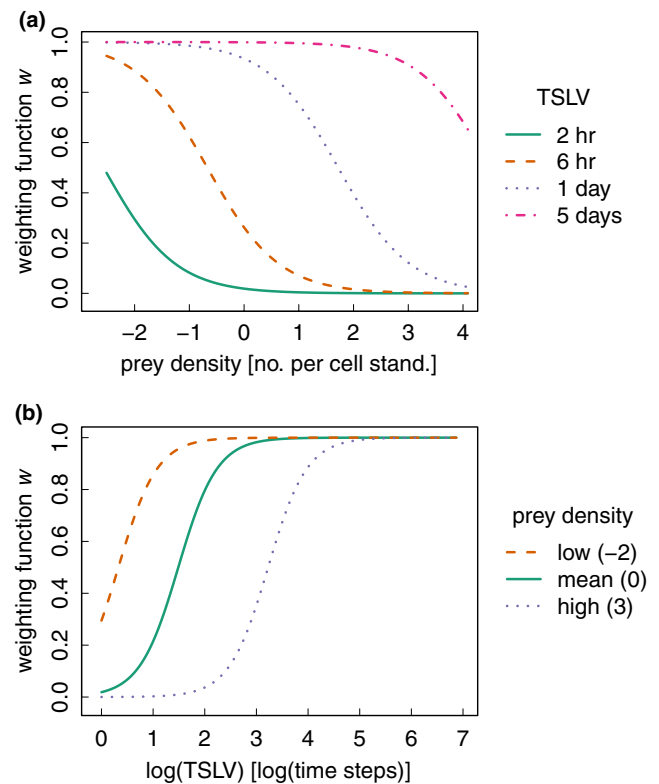 (a)
weighting function w
1.0
0.8
0.6
0.4
0.2
0.0
−2 −1 0 1 2 3 4
prey density [no. per cell stand.]
TSLV
2 hr
6 hr
1 day
5 days
(b)
weighting function w
1.0
0.8
0.6
0.4
0.2
0.0
0 1 2 3 4 5 6 7
log(TSLV) [log(time steps)]
prey density
low (−2)
mean (0)
high (3)